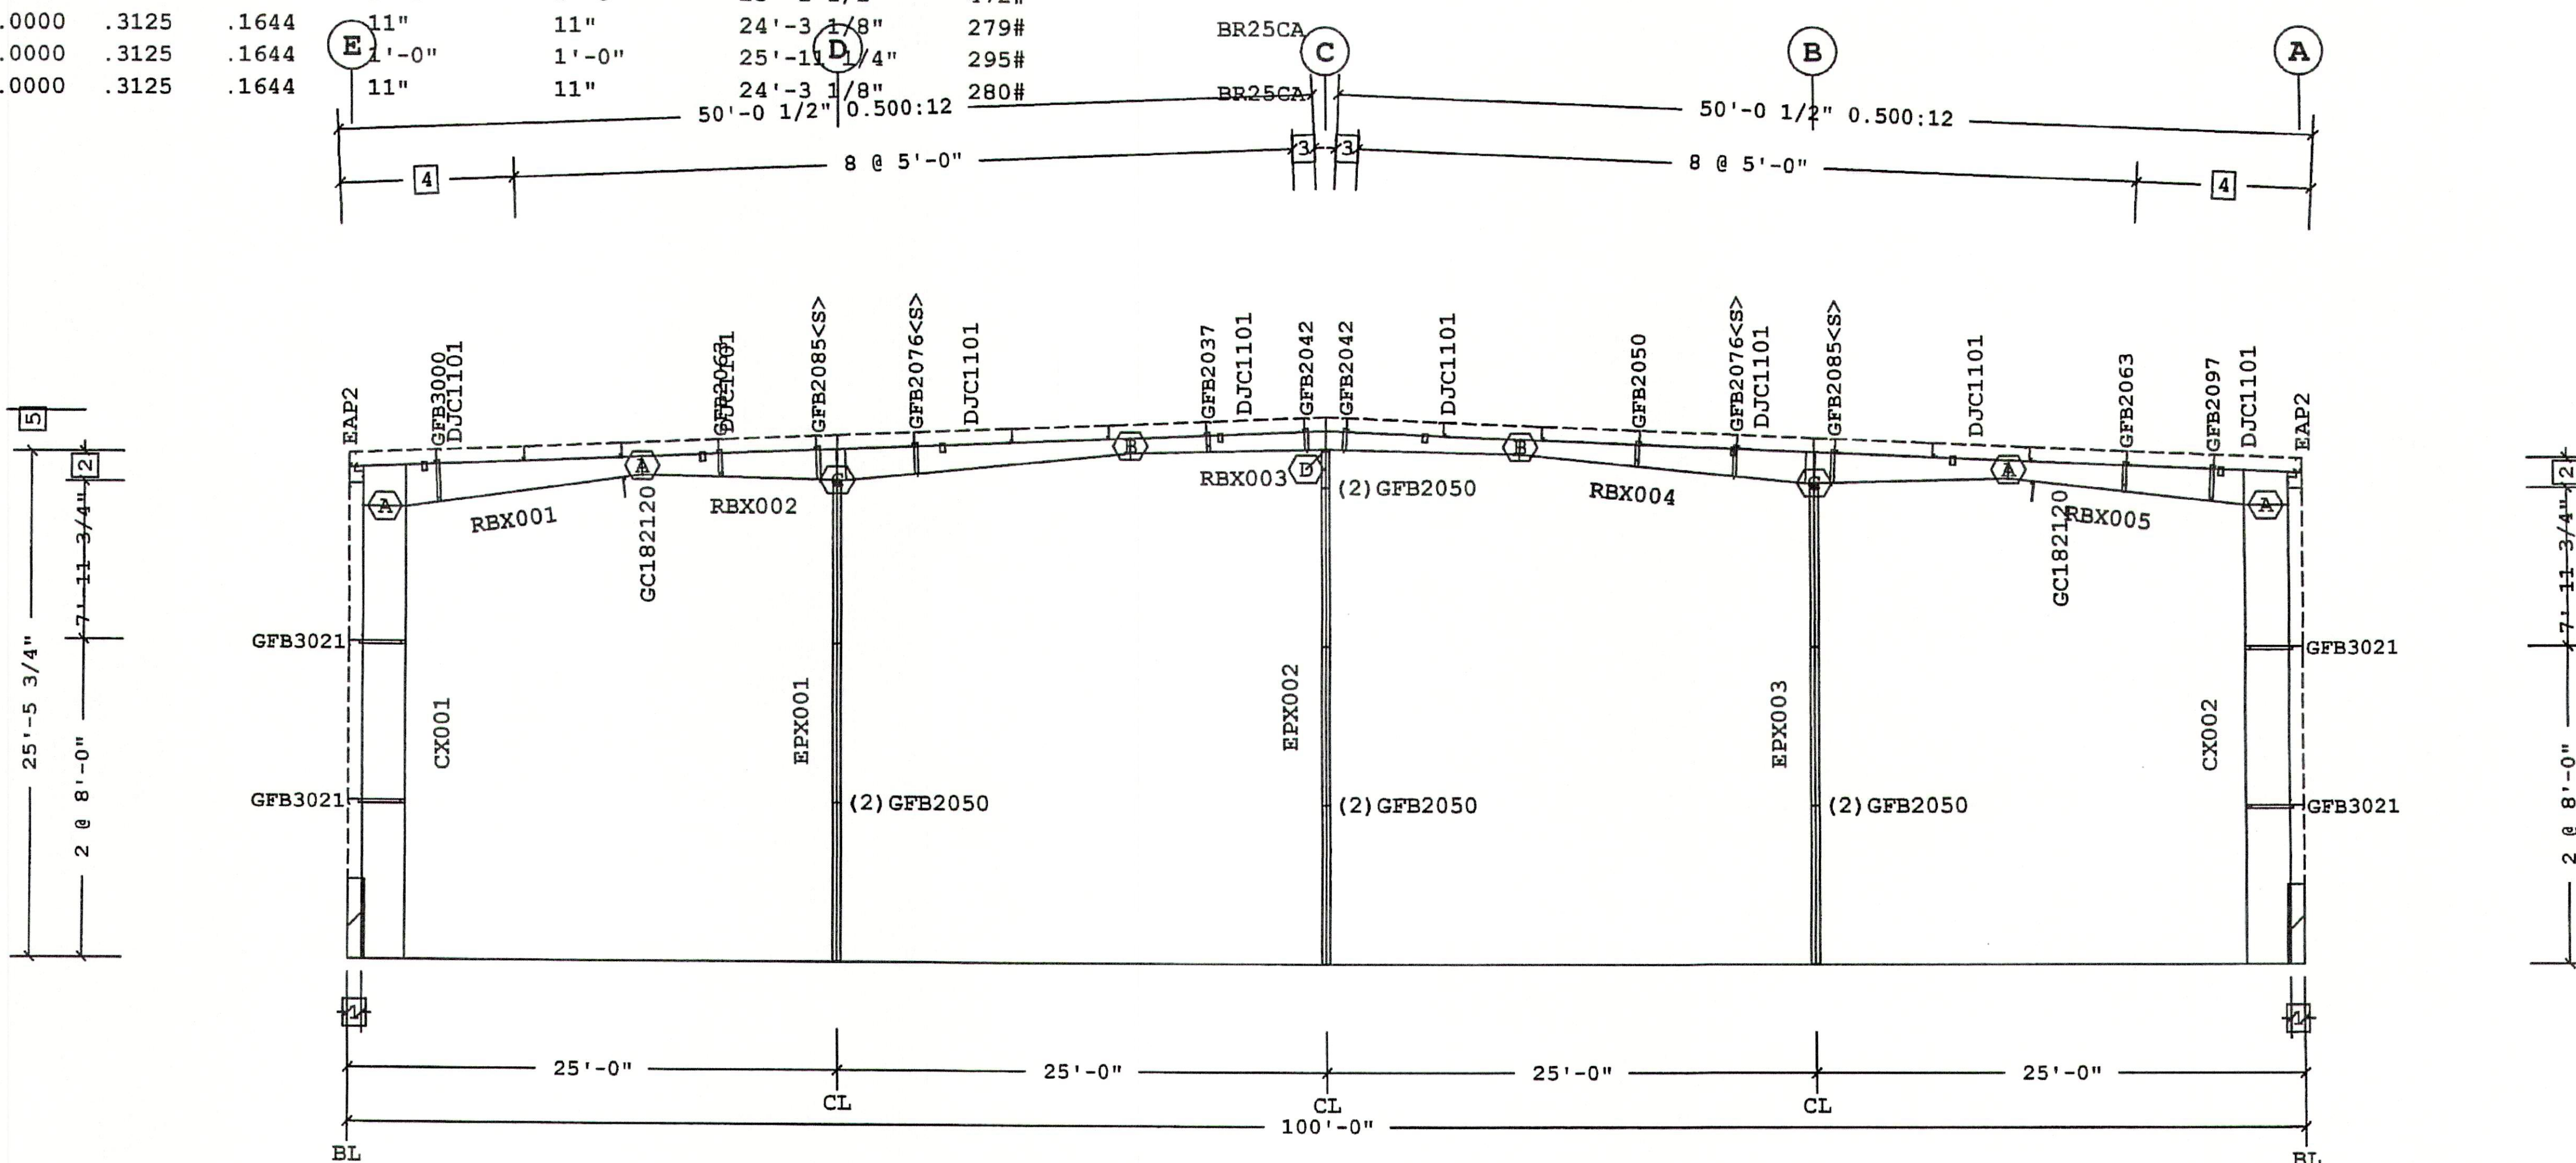 .0000 .3125 .1644 11" 11" 24'-3 1/8" 279# BR25CA
.0000 .3125 .1644 1'-0" 1'-0" 25'-11 1/4" 295#
.0000 .3125 .1644 11" 11" 24'-3 1/8" 280# BR25CA
E D C B A
50'-0 1/2" 0.500:12 50'-0 1/2" 0.500:12
4 8 @ 5'-0" 3 3 8 @ 5'-0" 4
EAP2
GFB3000
DJC1101
GFB2063
DJC1101
GFB2085<S>
GFB2076<S>
DJC1101
GFB2037
DJC1101
GFB2042
GFB2042
DJC1101
GFB2050
GFB2076<S>
DJC1101
GFB2085<S>
DJC1101
GFB2063
GFB2097
DJC1101
EAP2
5
2
7'-11 3/4"
25'-5 3/4"
2 @ 8'-0"
A
RBX001
A
GC182120
RBX002
B
RBX003
D
(2)GFB2050
B
RBX004
A
GC182120
RBX005
A
2
7'-11 3/4"
2 @ 8'-0"
GFB3021 GFB3021
CX001
EPX001
EPX002
EPX003
CX002
GFB3021 (2)GFB2050 (2)GFB2050 (2)GFB2050 GFB3021
1 1
25'-0" 25'-0" 25'-0" 25'-0"
CL CL CL
100'-0"
BL BL